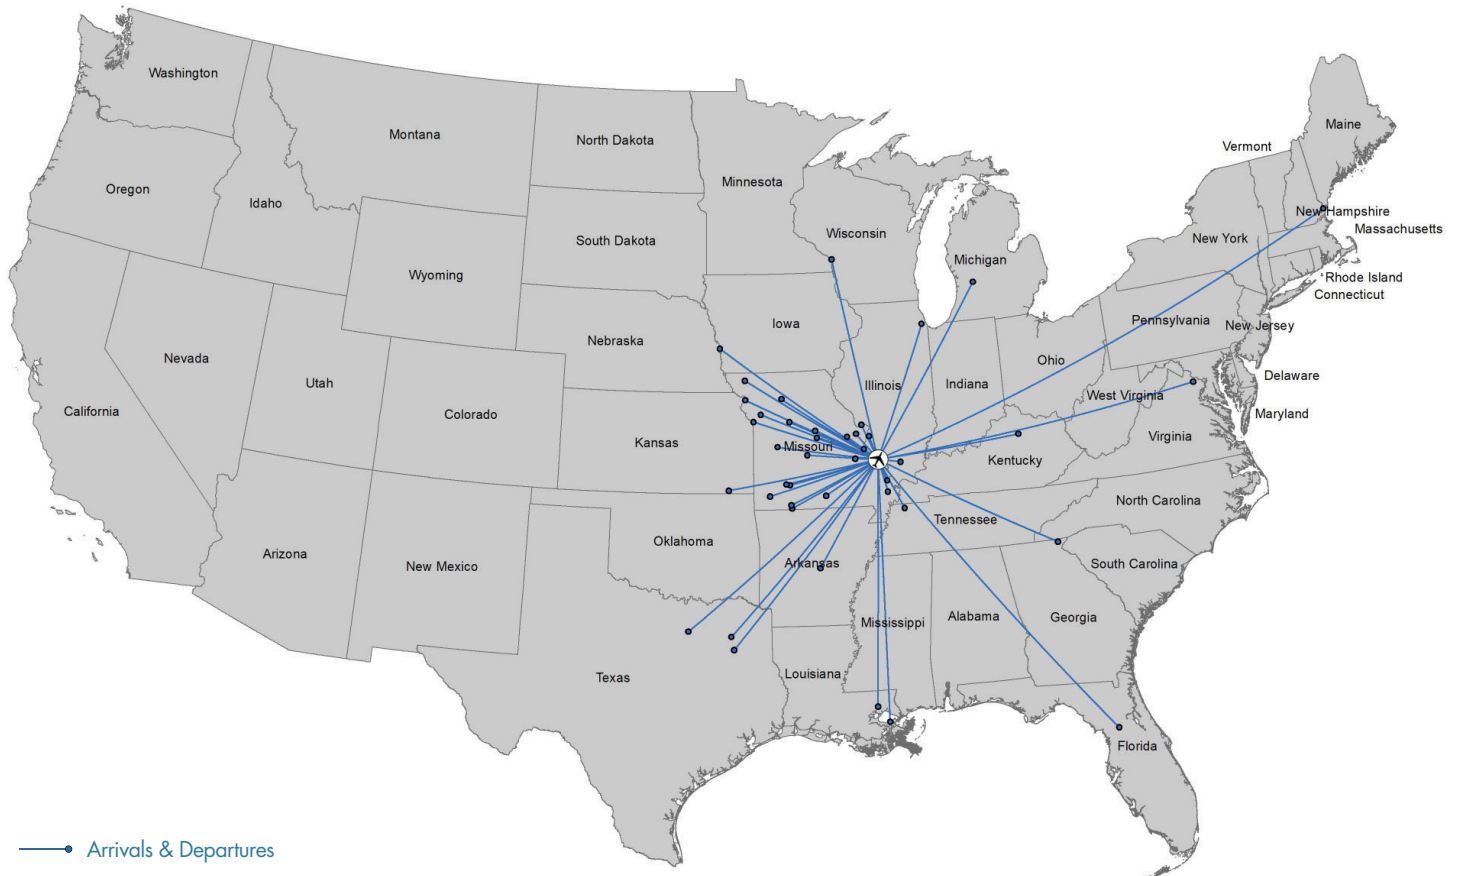 Washington
Montana
North Dakota
Minnesota
Maine
Vermont
Oregon
Idaho
New Hampshire
Massachusetts
South Dakota
Wisconsin
New York
Wyoming
Michigan
Rhode Island
Connecticut
Iowa
Pennsylvania
New Jersey
Nebraska
Nevada
Ohio
Utah
Illinois
Indiana
Delaware
West Virginia
California
Colorado
Maryland
Kansas
Missouri
Virginia
Kentucky
North Carolina
Tennessee
Oklahoma
Arizona
New Mexico
Arkansas
South Carolina
Mississippi
Alabama
Georgia
Texas
Louisiana
Florida
Arrivals & Departures